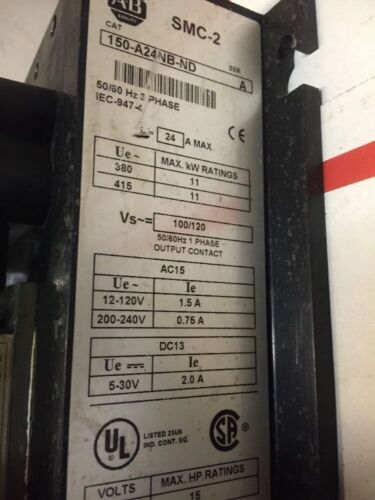 AB
QUALITY
SMC-2
CAT
SER
150-A24NB-ND
A
50/60 Hz 3 PHASE
IEC-947-4
Ie= 24 A MAX.
CE
Ue ~ MAX. kW RATINGS
380 11
415 11
Vs~= 100/120
50/60Hz 1 PHASE
OUTPUT CONTACT
AC15
Ue ~ Ie
12-120V 1.5 A
200-240V 0.75 A
DC13
Ue Ie
5-30V 2.0 A
UL
LISTED 25U8
IND. CONT. EQ.
SA
MAX. HP RATINGS
VOLTS
15